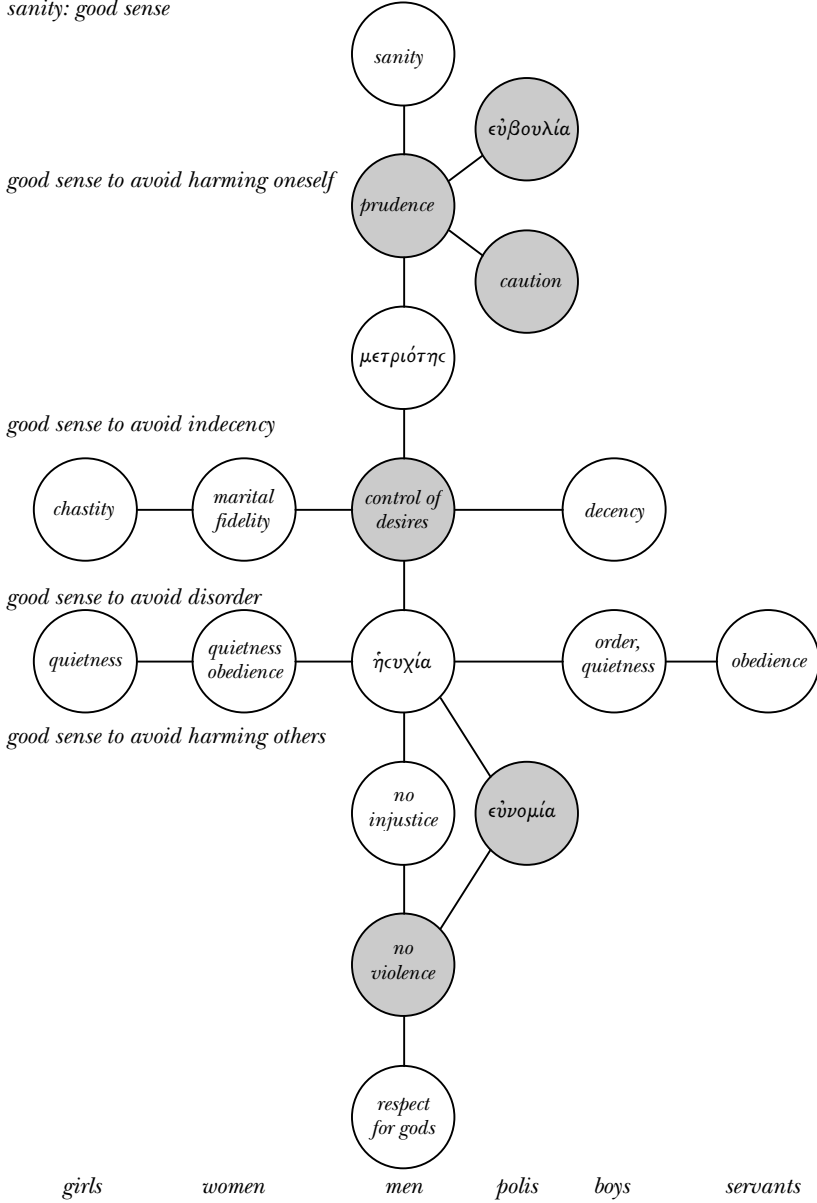 sanity: good sense
sanity
εὐβουλία
good sense to avoid harming oneself
prudence
caution
μετριότηϲ
good sense to avoid indecency
chastity
marital
fidelity
control of
desires
decency
good sense to avoid disorder
quietness
quietness
obedience
ἡϲυχία
order,
quietness
obedience
good sense to avoid harming others
no
injustice
εὐνομία
no
violence
respect
for gods
girls women men polis boys servants